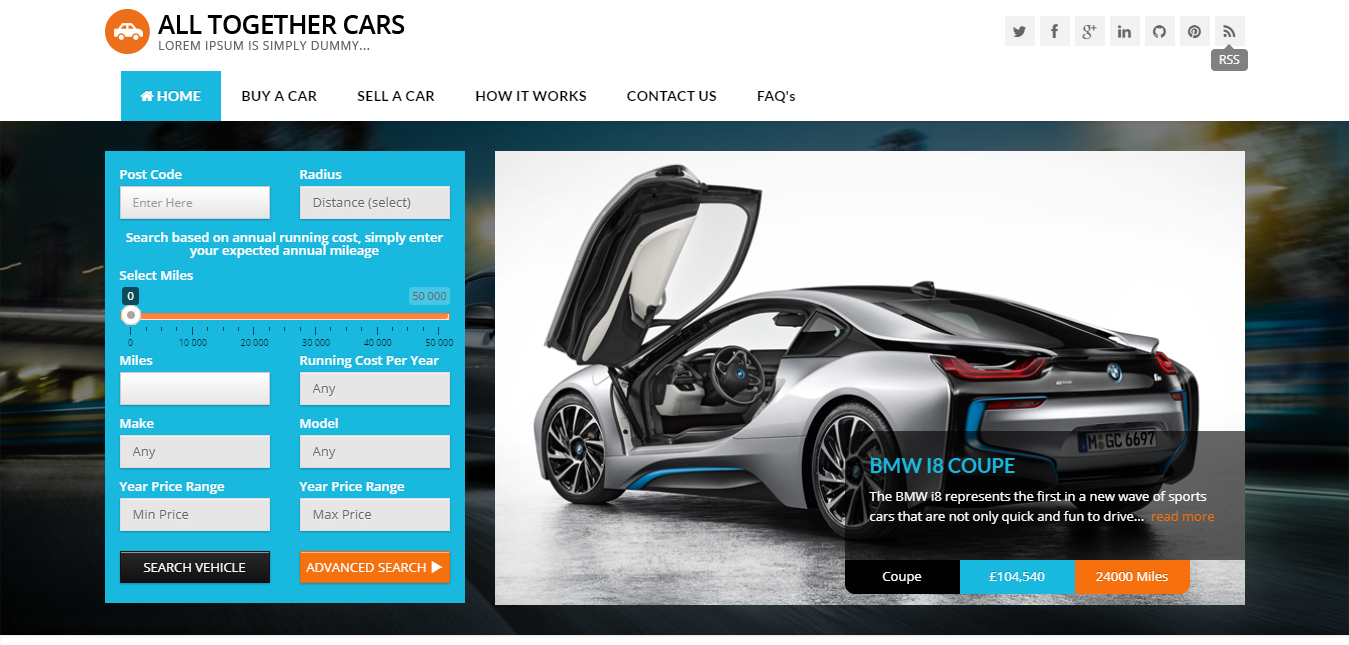 ALL TOGETHER CARS
LOREM IPSUM IS SIMPLY DUMMY...
RSS
HOME BUY A CAR SELL A CAR HOW IT WORKS CONTACT US FAQ's
Post Code Radius
Enter Here Distance (select)
Search based on annual running cost, simply enter
your expected annual mileage
Select Miles
0 50 000
0 10 000 20 000 30 000 40 000 50 000
Miles Running Cost Per Year
Any
Make Model
Any Any
Year Price Range Year Price Range
Min Price Max Price
SEARCH VEHICLE ADVANCED SEARCH
M GC 6697
BMW I8 COUPE
The BMW i8 represents the first in a new wave of sports
cars that are not only quick and fun to drive... read more
Coupe £104,540 24000 Miles